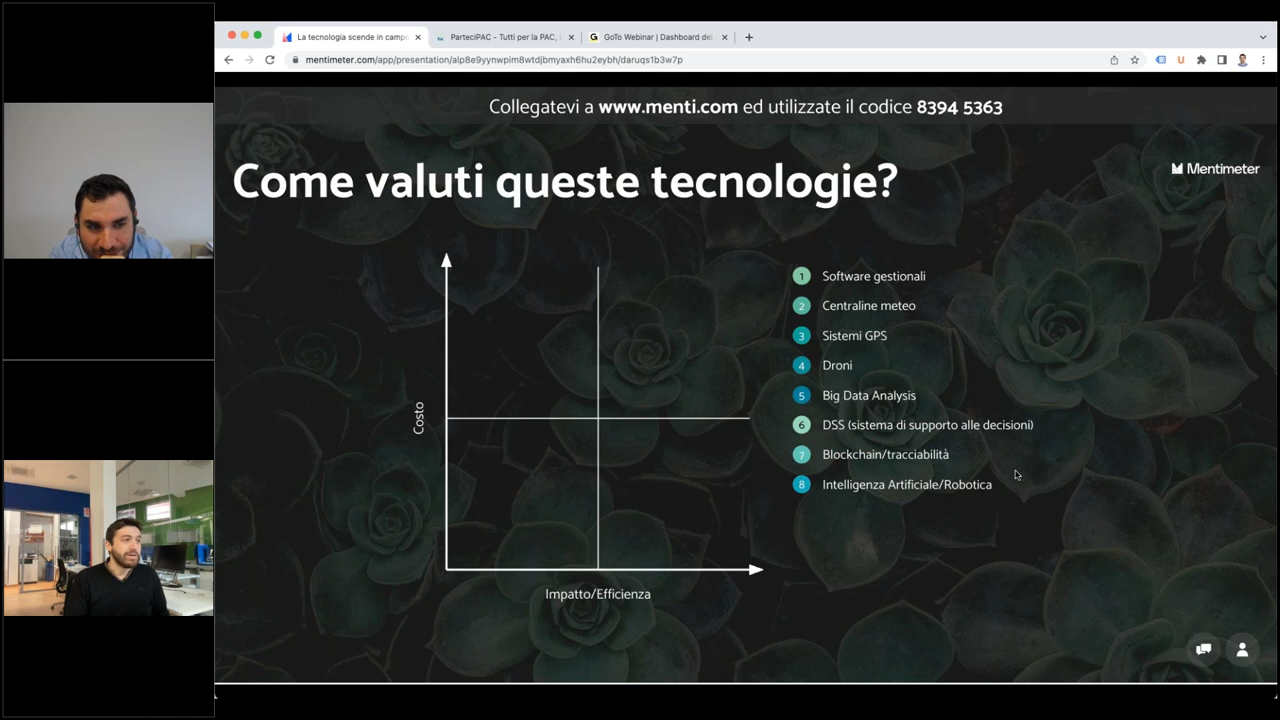 La tecnologia scende in campo
ParteciPAC - Tutti per la PAC,
GoTo Webinar | Dashboard del
mentimeter.com/app/presentation/alp8e9yynwpim8wtdjbmyaxh6hu2eybh/daruqs1b3w7p
Collegatevi a www.menti.com ed utilizzate il codice 8394 5363
Come valuti queste tecnologie?
Mentimeter
Costo
Impatto/Efficienza
1 Software gestionali
2 Centraline meteo
3 Sistemi GPS
4 Droni
5 Big Data Analysis
6 DSS (sistema di supporto alle decisioni)
7 Blockchain/tracciabilità
8 Intelligenza Artificiale/Robotica